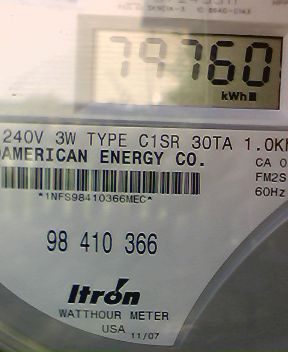 79760
kWh
240V 3W TYPE C1SR 30TA 1.0K
AMERICAN ENERGY CO.
CA 0
FM2S
60Hz
*1NFS98410366MEC*
98 410 366
Itron
WATTHOUR METER
USA 11/07